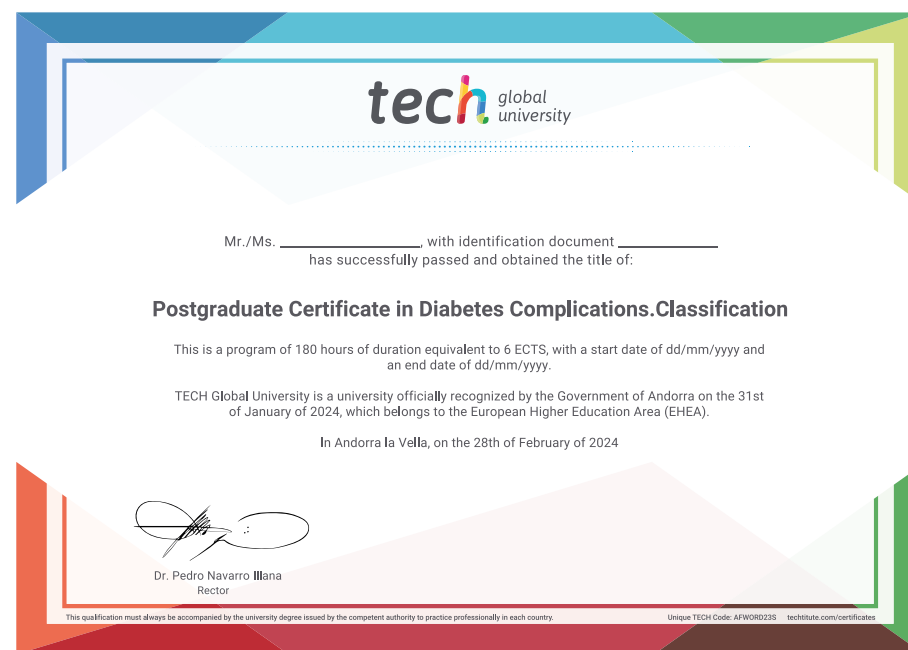 tech global university
Mr./Ms. ____________________, with identification document ______________
has successfully passed and obtained the title of:
Postgraduate Certificate in Diabetes Complications.Classification
This is a program of 180 hours of duration equivalent to 6 ECTS, with a start date of dd/mm/yyyy and
an end date of dd/mm/yyyy.
TECH Global University is a university officially recognized by the Government of Andorra on the 31st
of January of 2024, which belongs to the European Higher Education Area (EHEA).
In Andorra la Vella, on the 28th of February of 2024
Dr. Pedro Navarro Illana
Rector
This qualification must always be accompanied by the university degree issued by the competent authority to practice professionally in each country.
Unique TECH Code: AFWORD23S techtitute.com/certificates